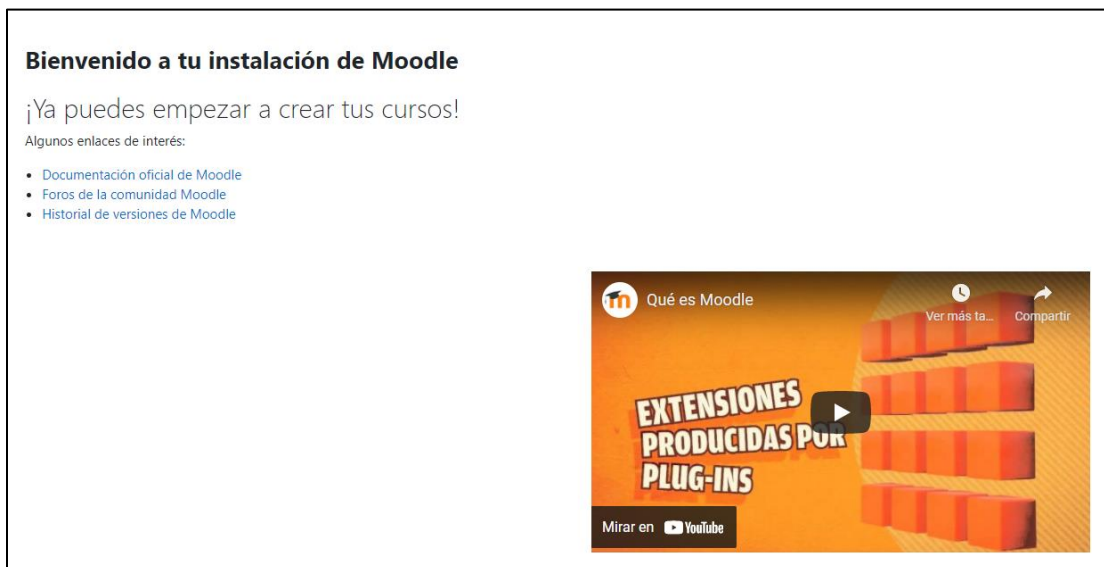 Bienvenido a tu instalación de Moodle
¡Ya puedes empezar a crear tus cursos!
Algunos enlaces de interés:
Documentación oficial de Moodle
Foros de la comunidad Moodle
Historial de versiones de Moodle
m
Qué es Moodle
Ver más ta...
Compartir
EXTENSIONES
PRODUCIDAS POR
PLUG-INS
Mirar en YouTube